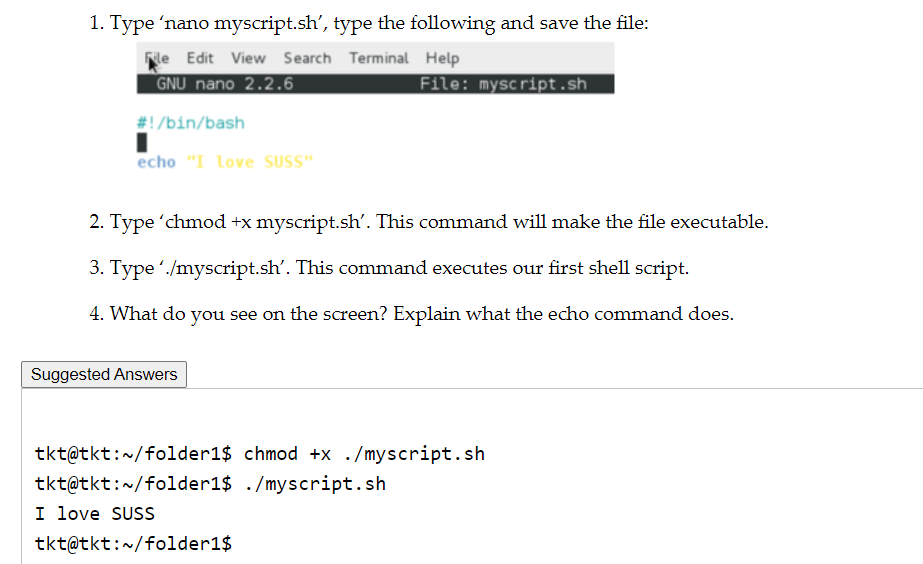 1. Type ‘nano myscript.sh’, type the following and save the file:
File Edit View Search Terminal Help
GNU nano 2.2.6 File: myscript.sh
#!/bin/bash
echo "I love SUSS"
2. Type ‘chmod +x myscript.sh’. This command will make the file executable.
3. Type ‘./myscript.sh’. This command executes our first shell script.
4. What do you see on the screen? Explain what the echo command does.
Suggested Answers
tkt@tkt:~/folder1$ chmod +x ./myscript.sh
tkt@tkt:~/folder1$ ./myscript.sh
I love SUSS
tkt@tkt:~/folder1$